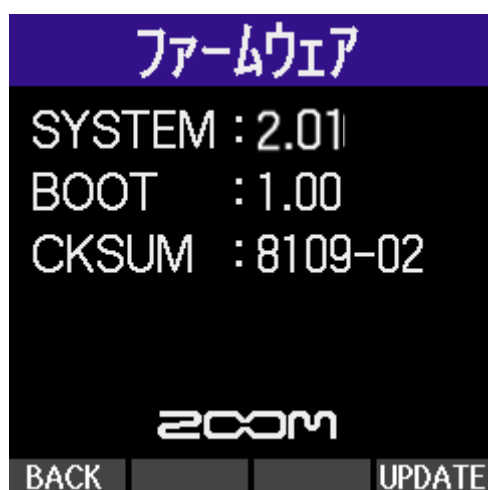 ファームウェア
SYSTEM : 2.01
BOOT : 1.00
CKSUM : 8109-02
ZOOM
BACK UPDATE